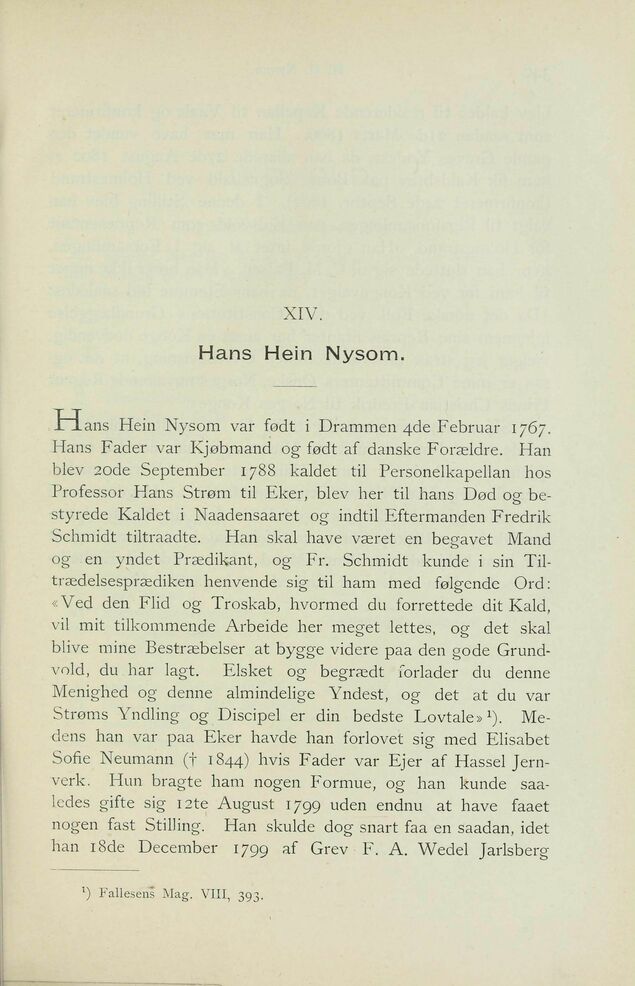 XIV.
Hans Hein Nysom.
Hans Hein Nysom var født i Drammen 4de Februar 1767.
Hans Fader var Kjøbmand og født af danske Forældre. Han
blev 20de September 1788 kaldet til Personelkapellan hos
Professor Hans Strøm til Eker, blev her til hans Død og be-
styrede Kaldet i Naadensaaret og indtil Eftermanden Fredrik
Schmidt tiltraadte. Han skal have været en begavet Mand
og en yndet Prædikant, og Fr. Schmidt kunde i sin Til-
trædelsesprædiken henvende sig til ham med følgende Ord:
«Ved den Flid og Troskab, hvormed du forrettede dit Kald,
vil mit tilkommende Arbeide her meget lettes, og det skal
blive mine Bestræbelser at bygge videre paa den gode Grund-
vold, du har lagt. Elsket og begrædt forlader du denne
Menighed og denne almindelige Yndest, og det at du var
Strøms Yndling og Discipel er din bedste Lovtale» ¹). Me-
dens han var paa Eker havde han forlovet sig med Elisabet
Sofie Neumann († 1844) hvis Fader var Ejer af Hassel Jern-
verk. Hun bragte ham nogen Formue, og han kunde saa-
ledes gifte sig 12te August 1799 uden endnu at have faaet
nogen fast Stilling. Han skulde dog snart faa en saadan, idet
han 18de December 1799 af Grev F. A. Wedel Jarlsberg
¹) Fallesens Mag. VIII, 393.